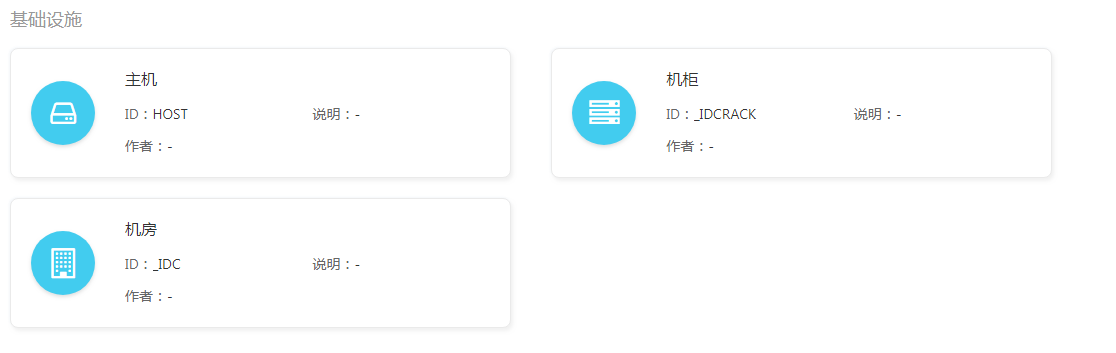 基础设施
主机
ID：HOST 说明：-
作者：-
机柜
ID：_IDCRACK 说明：-
作者：-
机房
ID：_IDC 说明：-
作者：-